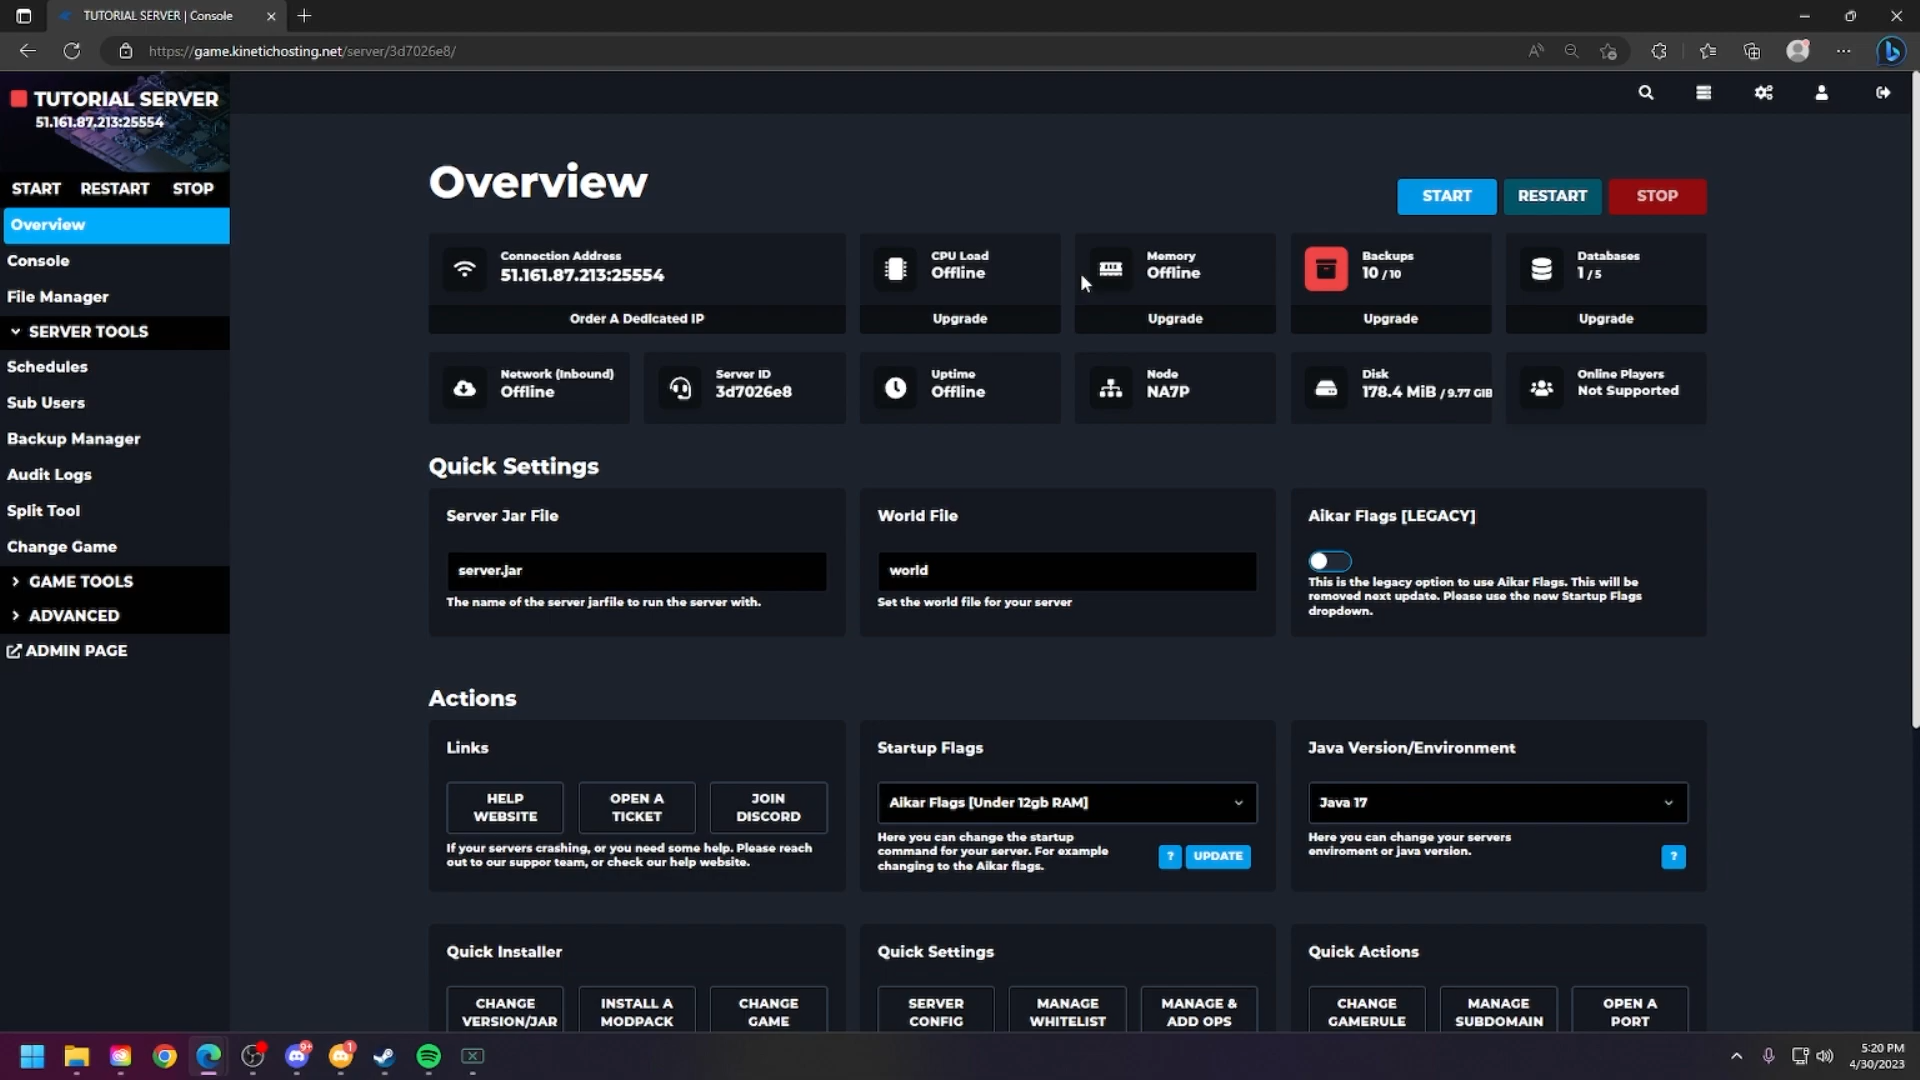 TUTORIAL SERVER | Console
https://game.kinetichosting.net/server/3d7026e8/
TUTORIAL SERVER
51.161.87.213:25554
START RESTART STOP
Overview
Console
File Manager
SERVER TOOLS
Schedules
Sub Users
Backup Manager
Audit Logs
Split Tool
Change Game
GAME TOOLS
ADVANCED
ADMIN PAGE
Overview
START RESTART STOP
Connection Address
51.161.87.213:25554
Order A Dedicated IP
CPU Load
Offline
Upgrade
Memory
Offline
Upgrade
Backups
10 / 10
Upgrade
Databases
1 / 5
Upgrade
Network (Inbound)
Offline
Server ID
3d7026e8
Uptime
Offline
Node
NA7P
Disk
178.4 MiB / 9.77 GiB
Online Players
Not Supported
Quick Settings
Server Jar File
server.jar
The name of the server jarfile to run the server with.
World File
world
Set the world file for your server
Aikar Flags [LEGACY]
This is the legacy option to use Aikar Flags. This will be
removed next update. Please use the new Startup Flags
dropdown.
Actions
Links
HELP
WEBSITE
OPEN A
TICKET
JOIN
DISCORD
If your servers crashing, or you need some help. Please reach
out to our suppor team, or check our help website.
Startup Flags
Aikar Flags [Under 12gb RAM]
Here you can change the startup
command for your server. For example
changing to the Aikar flags.
? UPDATE
Java Version/Environment
Java 17
Here you can change your servers
enviroment or java version.
?
Quick Installer
CHANGE
VERSION/JAR
INSTALL A
MODPACK
CHANGE
GAME
Quick Settings
SERVER
CONFIG
MANAGE
WHITELIST
MANAGE &
ADD OPS
Quick Actions
CHANGE
GAMERULE
MANAGE
SUBDOMAIN
OPEN A
PORT
9+
1
5:20 PM
4/30/2023